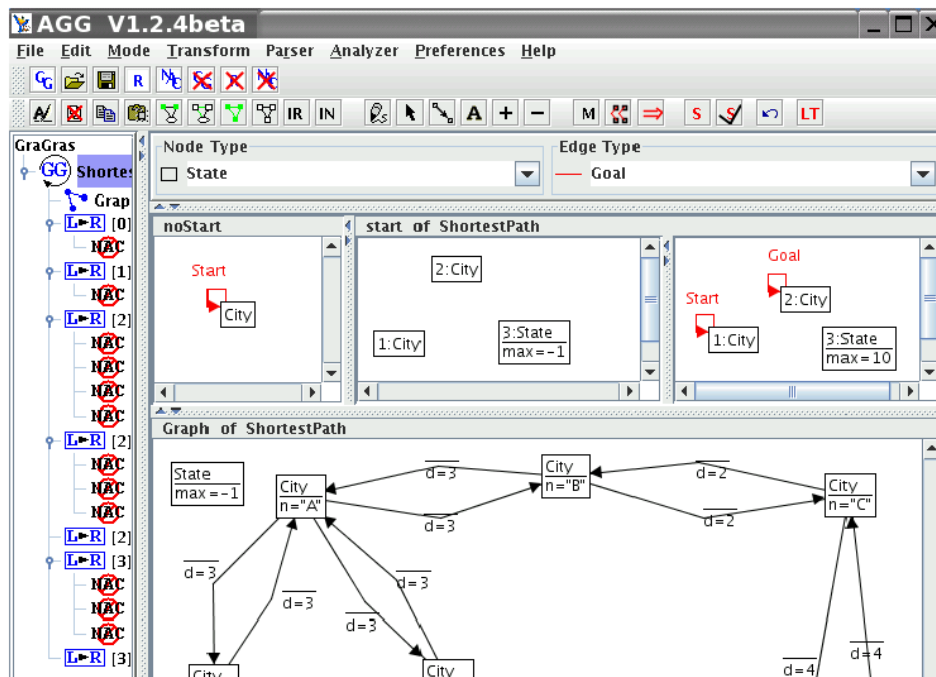 AGG V1.2.4beta
File Edit Mode Transform Parser Analyzer Preferences Help
GG R NAC GG R NAC
A IR IN A + − M S S LT
GraGras
GG Shortes
Grap
L R [0]
NAC
L R [1]
NAC
L R [2]
NAC
NAC
NAC
NAC
L R [2]
NAC
NAC
NAC
L R [2]
L R [3]
NAC
NAC
NAC
L R [3]
Node Type
State
Edge Type
Goal
noStart
Start
City
start of ShortestPath
2:City
1:City
3:State
max=-1
Goal
2:City
Start
1:City
3:State
max=10
Graph of ShortestPath
State
max=-1
City
n="A"
d=3
d=3
City
n="B"
d=2
d=2
City
n="C"
d=3
d=3
d=3
d=3
d=4
d=4
City
City